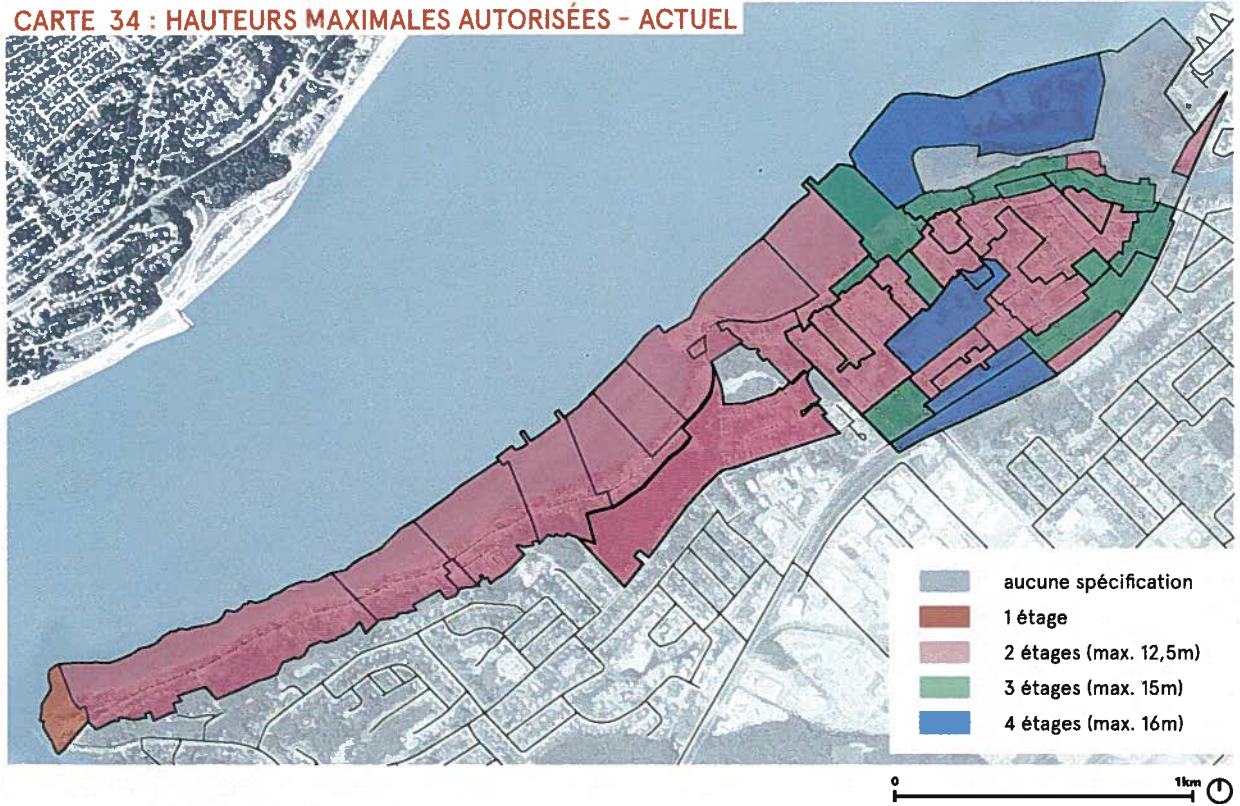 CARTE 34 : HAUTEURS MAXIMALES AUTORISÉES - ACTUEL
aucune spécification
1 étage
2 étages (max. 12,5m)
3 étages (max. 15m)
4 étages (max. 16m)
0 1km